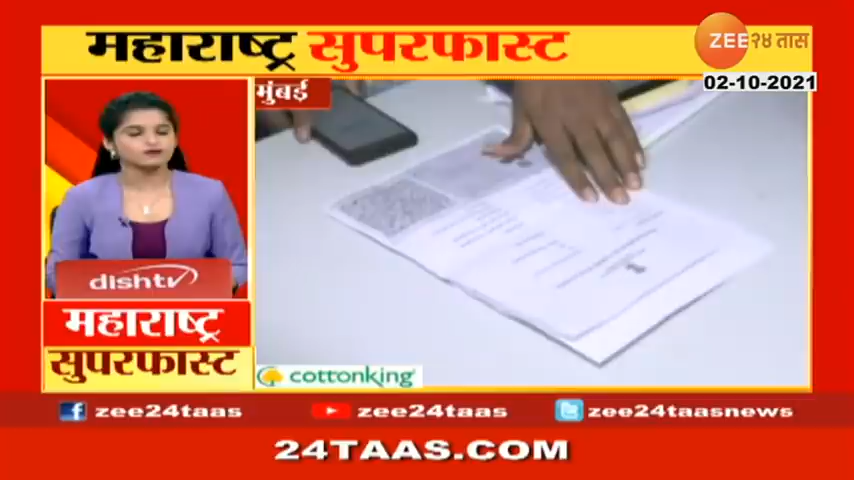 महाराष्ट्र सुपरफास्ट
ZEE २४ तास
02-10-2021
मुंबई
dishtv
महाराष्ट्र
सुपरफास्ट
cottonking
zee24taas
zee24taas
zee24taasnews
24TAAS.COM